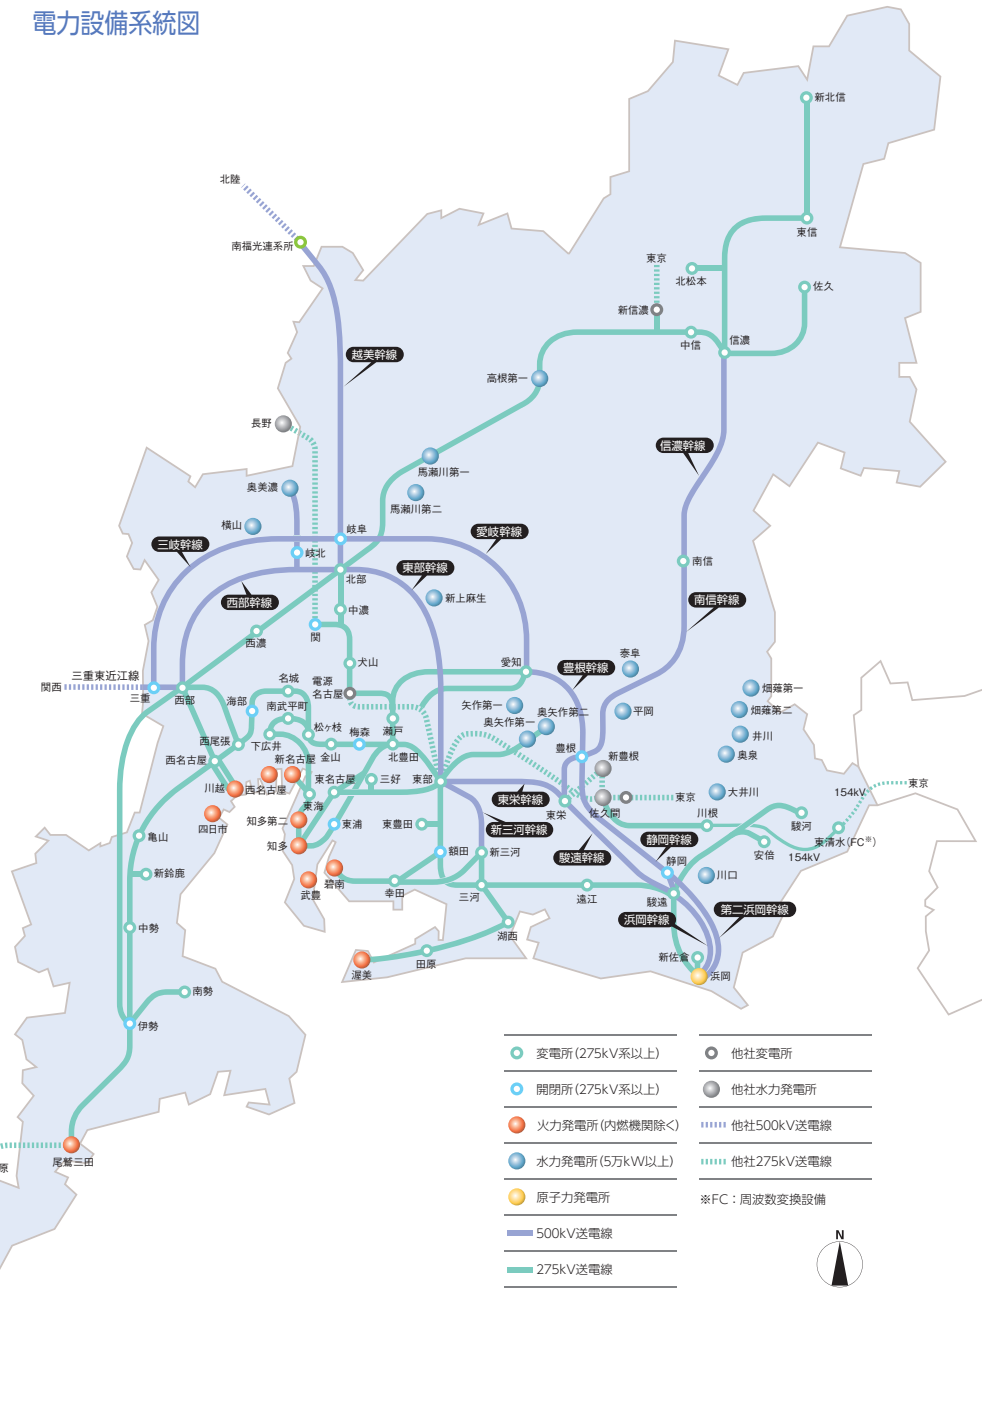 電力設備系統図
新北信
北陸
南福光連系所
東信
東京
北松本
佐久
新信濃
中信
信濃
越美幹線
高根第一
長野
信濃幹線
馬瀬川第一
奥美濃
馬瀬川第二
横山
岐阜
愛岐幹線
三岐幹線
岐北
南信
東部幹線
北部
新上麻生
南信幹線
西部幹線
中濃
関
西濃
泰阜
犬山
愛知
豊根幹線
三重東近江線
関西
三重
西部
名城
電源
名古屋
海部
南武平町
矢作第一
奥矢作第二
平岡
畑薙第一
畑薙第二
奥矢作第一
松ヶ枝
梅森
瀬戸
西尾張
下広井
金山
北豊田
豊根
井川
奥泉
新豊根
西名古屋
新名古屋
川越
西名古屋
東名古屋
三好
東部
東京
154kV
大井川
東栄幹線
佐久間
東京
東海
東栄
川根
駿河
四日市
知多第二
東浦
東豊田
新三河幹線
静岡幹線
東清水(FC※)
亀山
知多
額田
新三河
駿遠幹線
静岡
安倍
154kV
新鈴鹿
碧南
川口
武豊
幸田
三河
遠江
駿遠
第二浜岡幹線
浜岡幹線
中勢
湖西
新佐倉
渥美
田原
浜岡
南勢
伊勢
尾鷲三田
原
変電所(275kV系以上)
他社変電所
開閉所(275kV系以上)
他社水力発電所
火力発電所(内燃機関除く)
他社500kV送電線
水力発電所(5万kW以上)
他社275kV送電線
原子力発電所
※FC:周波数変換設備
500kV送電線
275kV送電線
N